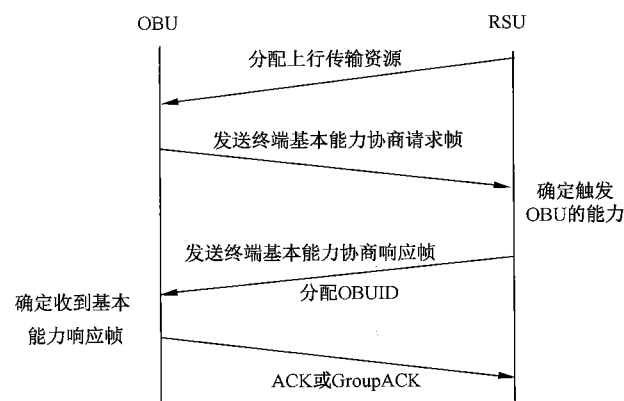 OBU
RSU
分配上行传输资源
发送终端基本能力协商请求帧
确定触发
OBU的能力
发送终端基本能力协商响应帧
分配OBUID
确定收到基本
能力响应帧
ACK或GroupACK